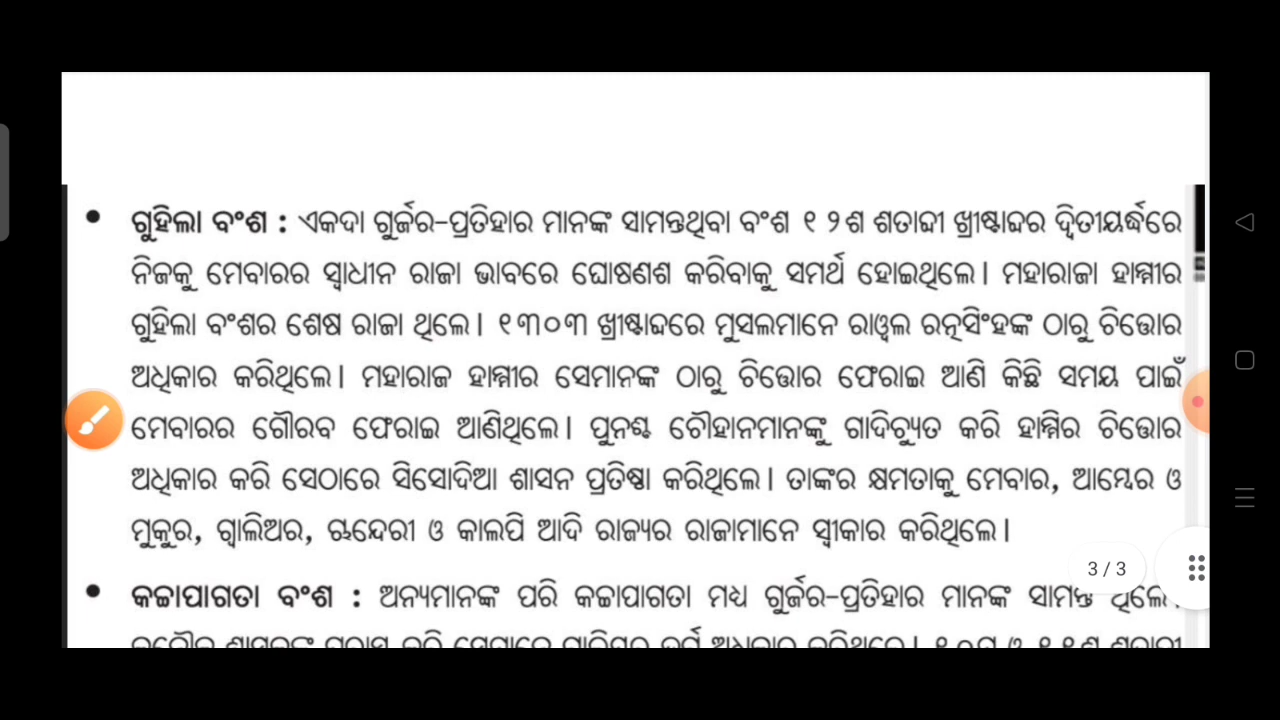 • ଗୁହିଲା ବଂଶ : ଏକଦା ଗୁର୍ଜର-ପ୍ରତିହାର ମାନଙ୍କ ସାମନ୍ତଥିବା ବଂଶ ୧୨ଶ ଶତାବ୍ଦୀ ଖ୍ରୀଷ୍ଟାବ୍ଦର ଦ୍ୱିତୀୟର୍ଦ୍ଧରେ
ନିଜକୁ ମେବାରର ସ୍ୱାଧୀନ ରାଜା ଭାବରେ ଘୋଷଣଶ କରିବାକୁ ସମର୍ଥ ହୋଇଥିଲେ। ମହାରାଜା ହାମ୍ମୀର
ଗୁହିଲା ବଂଶର ଶେଷ ରାଜା ଥିଲେ। ୧୩୦୩ ଖ୍ରୀଷ୍ଟାବ୍ଦରେ ମୁସଲମାନେ ରାୱଲ ରତ୍ନସିଂହଙ୍କ ଠାରୁ ଚିତ୍ତୋର
ଅଧିକାର କରିଥିଲେ। ମହାରାଜ ହାମ୍ମୀର ସେମାନଙ୍କ ଠାରୁ ଚିତ୍ତୋର ଫେରାଇ ଆଣି କିଛି ସମୟ ପାଇଁ
ମେବାରର ଗୌରବ ଫେରାଇ ଆଣିଥିଲେ। ପୁନଶ୍ଚ ଚୌହାନମାନଙ୍କୁ ଗାଦିଚ୍ୟୁତ କରି ହାମ୍ମିର ଚିତ୍ତୋର
ଅଧିକାର କରି ସେଠାରେ ସିସୋଦିଆ ଶାସନ ପ୍ରତିଷ୍ଠା କରିଥିଲେ। ତାଙ୍କର କ୍ଷମତାକୁ ମେବାର, ଆମ୍ବେର ଓ
ମୁକୁର, ଗ୍ୱାଲିଅର, ଋନ୍ଦେରୀ ଓ କାଲପି ଆଦି ରାଜ୍ୟର ରାଜାମାନେ ସ୍ୱୀକାର କରିଥିଲେ।
• କଚ୍ଚାପାଗତା ବଂଶ : ଅନ୍ୟମାନଙ୍କ ପରି କଚ୍ଚାପାଗତା ମଧ୍ୟ ଗୁର୍ଜର-ପ୍ରତିହାର ମାନଙ୍କ ସାମନ୍ତ ଥିଲେ।
3 / 3